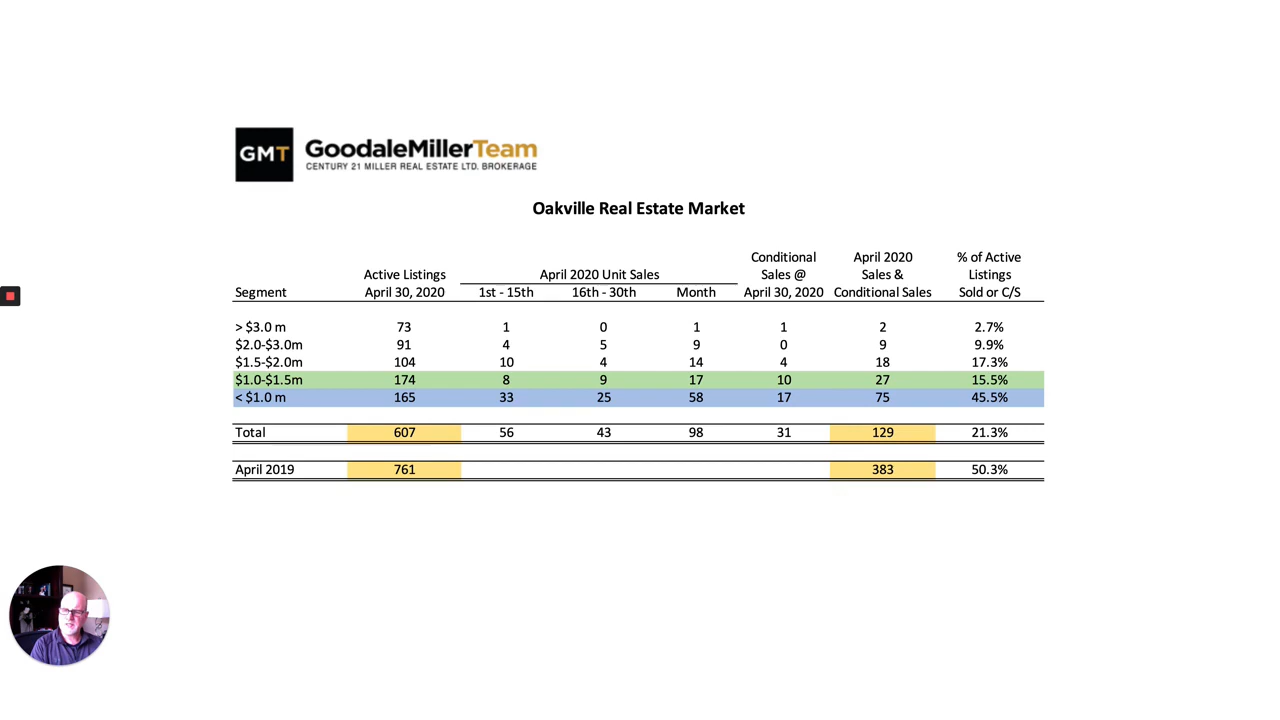 GMT GoodaleMillerTeam
CENTURY 21 MILLER REAL ESTATE LTD. BROKERAGE
Oakville Real Estate Market
Conditional April 2020 % of Active
Active Listings April 2020 Unit Sales Sales @ Sales & Listings
Segment April 30, 2020 1st - 15th 16th - 30th Month April 30, 2020 Conditional Sales Sold or C/S
> $3.0 m 73 1 0 1 1 2 2.7%
$2.0-$3.0m 91 4 5 9 0 9 9.9%
$1.5-$2.0m 104 10 4 14 4 18 17.3%
$1.0-$1.5m 174 8 9 17 10 27 15.5%
< $1.0 m 165 33 25 58 17 75 45.5%
Total 607 56 43 98 31 129 21.3%
April 2019 761 383 50.3%